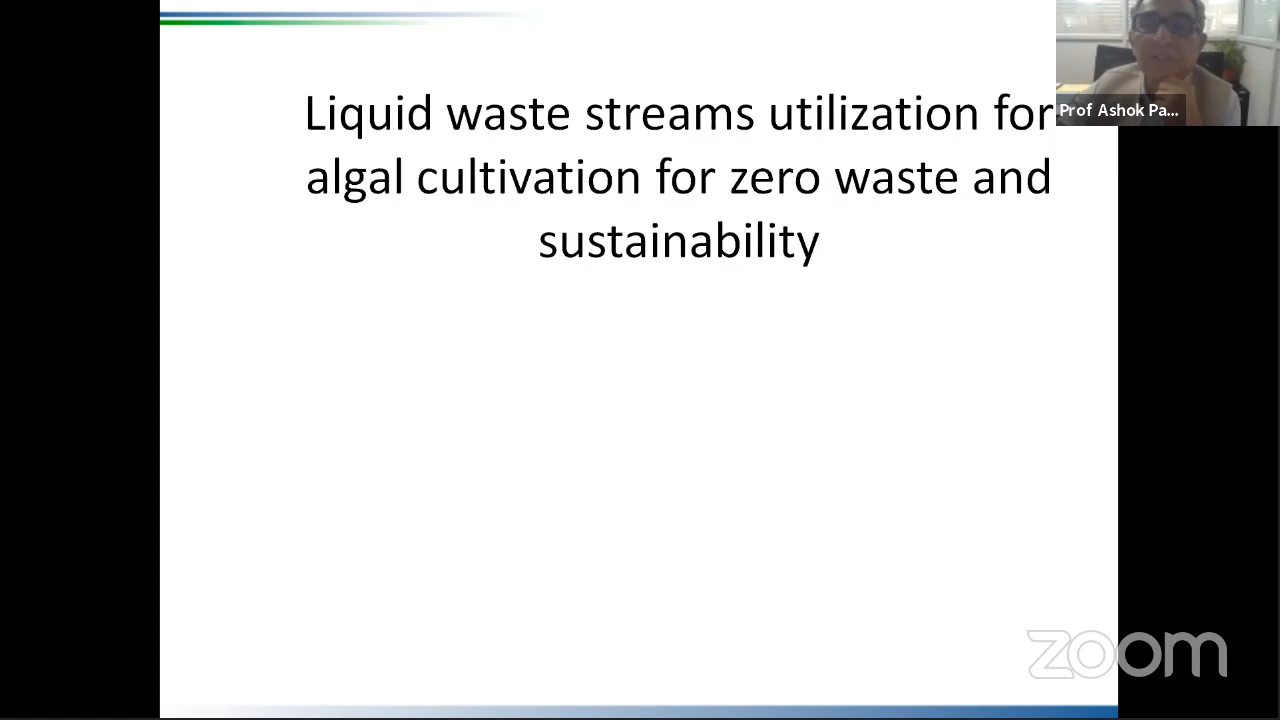 Liquid waste streams utilization for
algal cultivation for zero waste and
sustainability
Prof Ashok Pa...
zoom